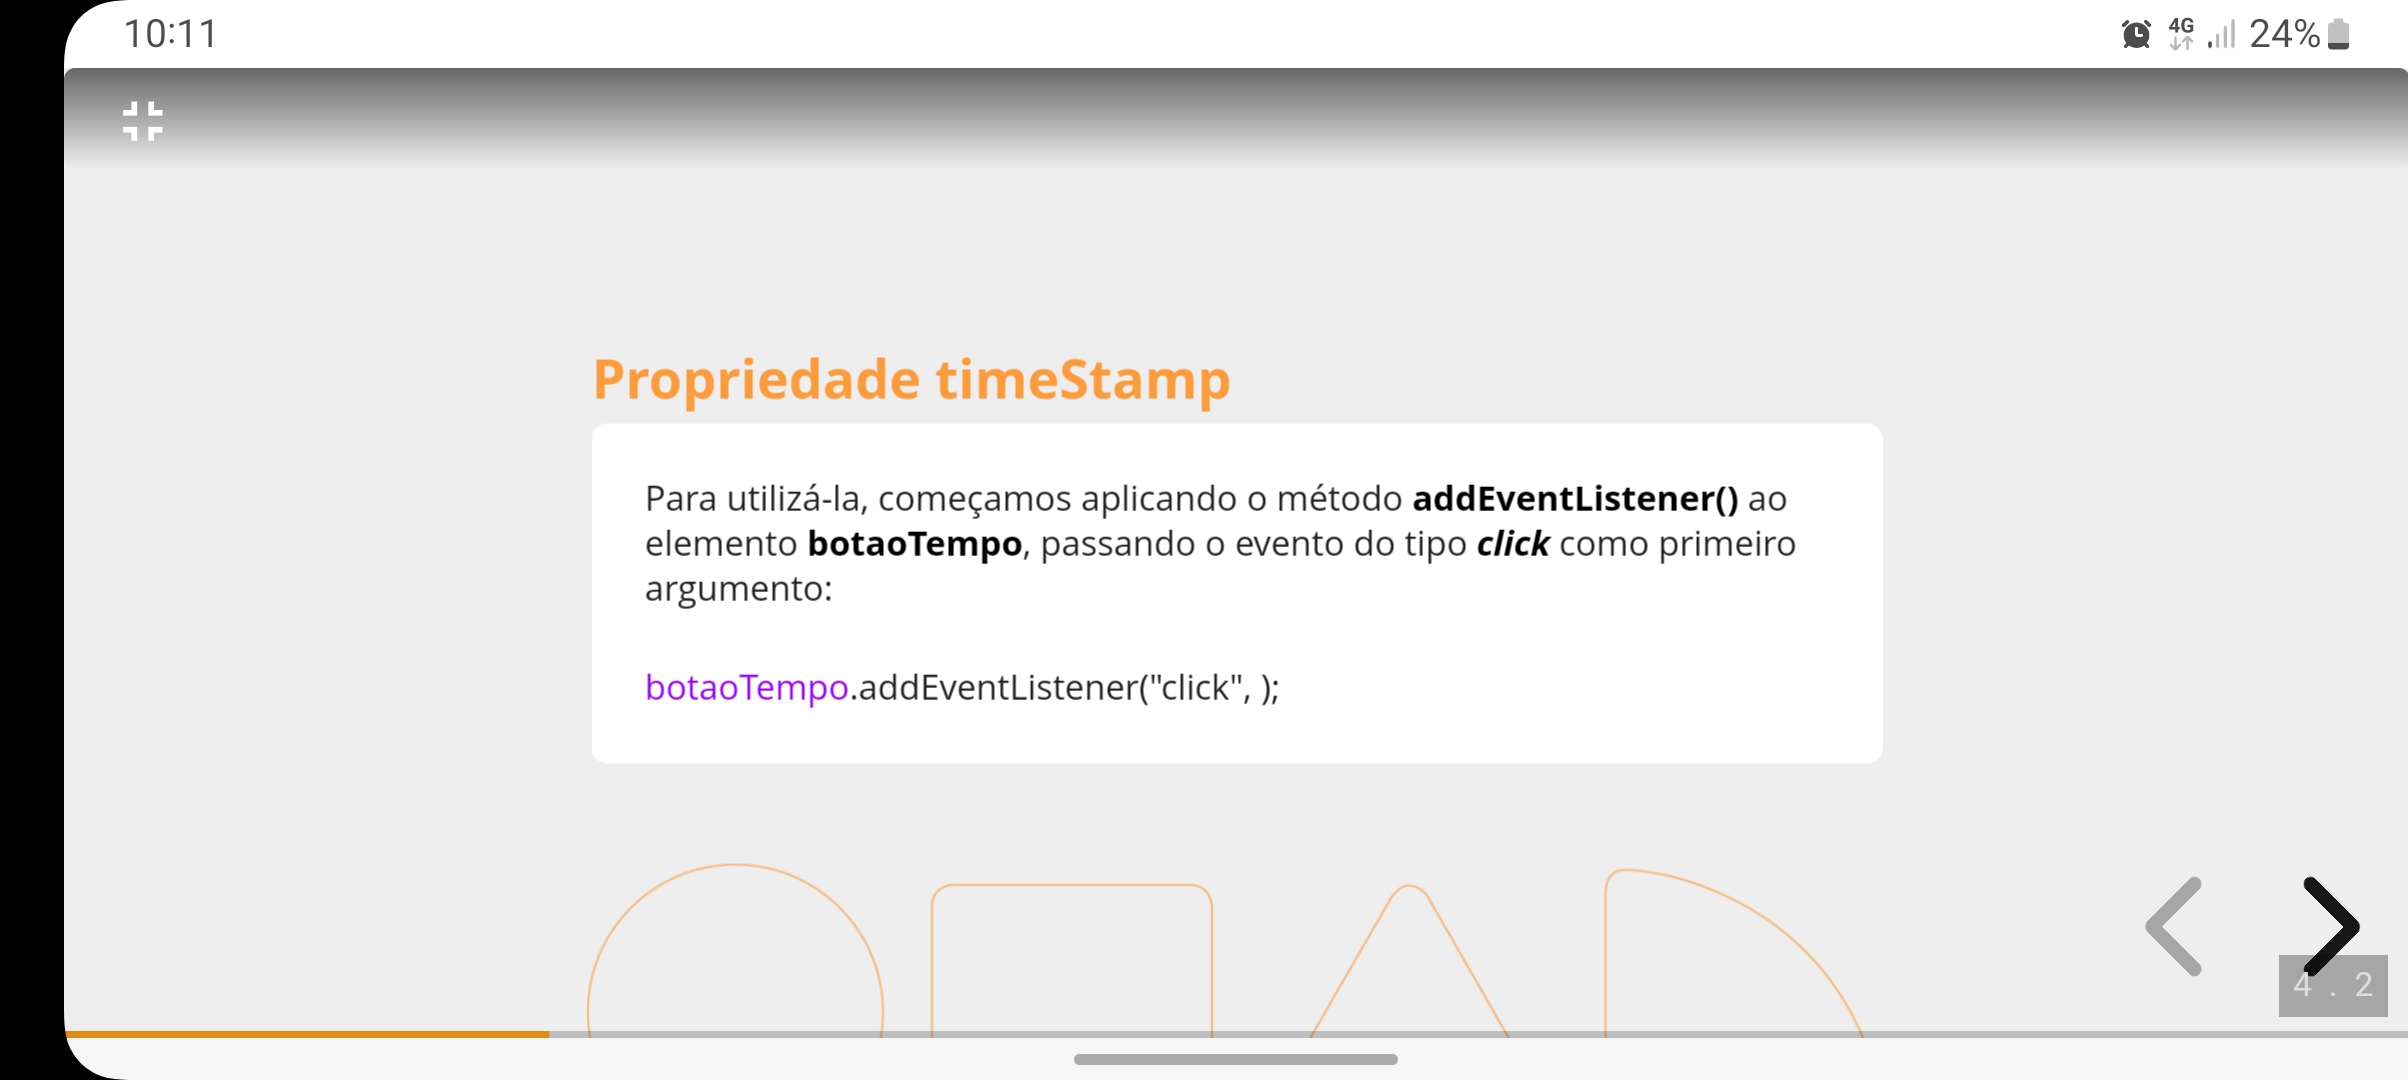 10:11
4G
24%
Propriedade timeStamp
Para utilizá-la, começamos aplicando o método addEventListener() ao
elemento botaoTempo, passando o evento do tipo click como primeiro
argumento:
botaoTempo.addEventListener("click", );
4 . 2